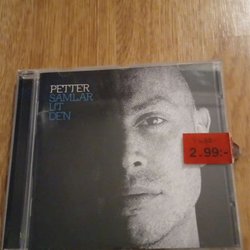 PETTER
SAMLAR
UT
DEN
2.99:-